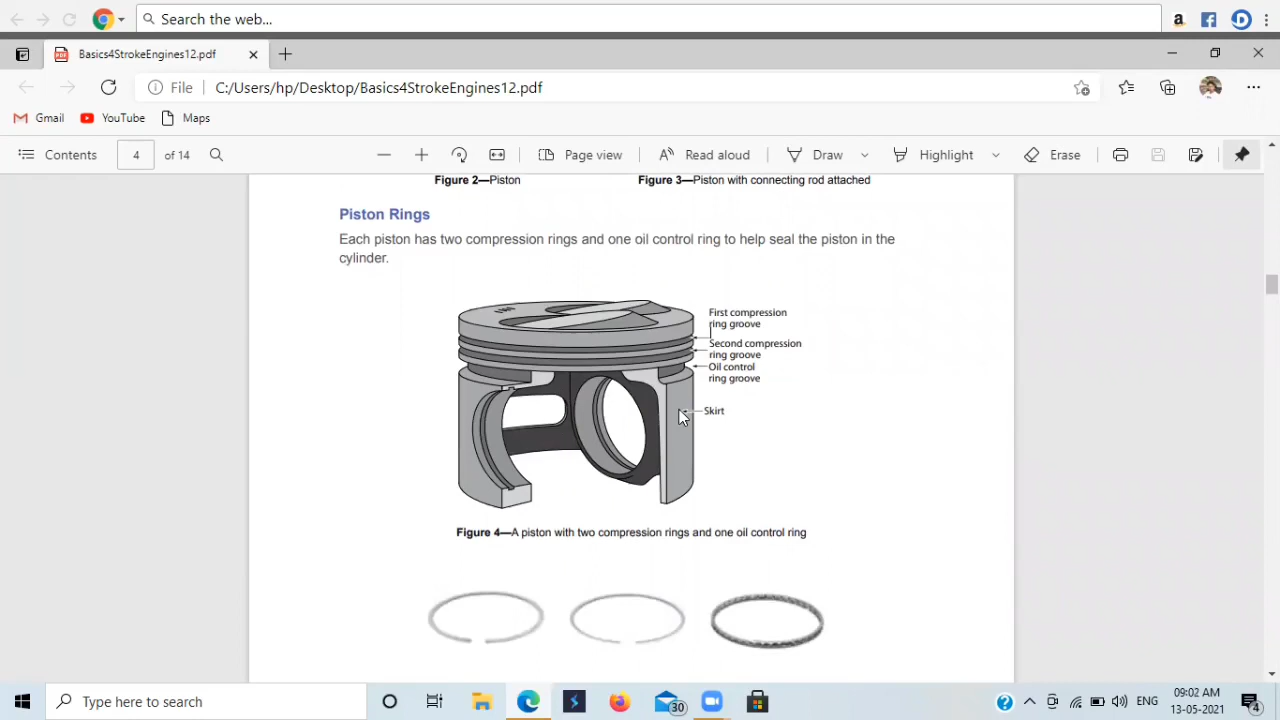 Search the web...
Basics4StrokeEngines12.pdf
File C:/Users/hp/Desktop/Basics4StrokeEngines12.pdf
Gmail YouTube Maps
Contents 4 of 14 Page view Read aloud Draw Highlight Erase
Figure 2—Piston Figure 3—Piston with connecting rod attached
Piston Rings
Each piston has two compression rings and one oil control ring to help seal the piston in the
cylinder.
First compression
ring groove
Second compression
ring groove
Oil control
ring groove
Skirt
Figure 4—A piston with two compression rings and one oil control ring
Type here to search
30
ENG
09:02 AM
13-05-2021
4